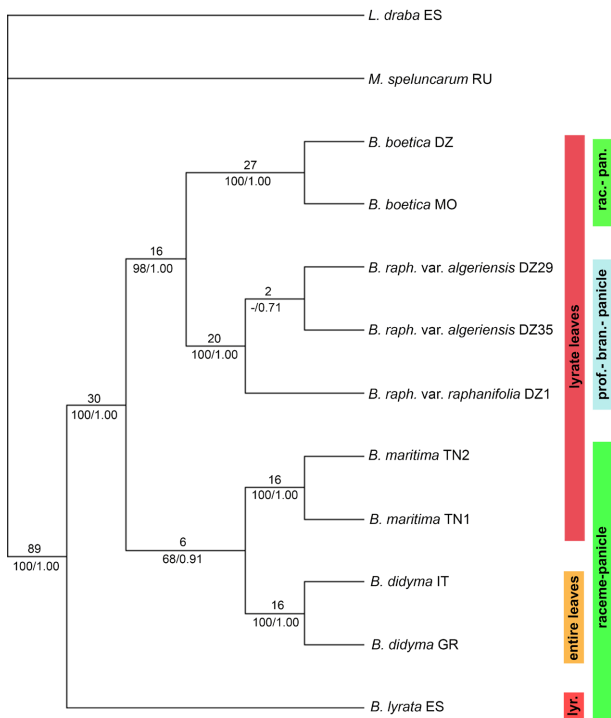 L. draba ES
M. speluncarum RU
B. boetica DZ
27
100/1.00
B. boetica MO
16
98/1.00
B. raph. var. algeriensis DZ29
2
-/0.71
B. raph. var. algeriensis DZ35
20
100/1.00
B. raph. var. raphanifolia DZ1
30
100/1.00
B. maritima TN2
16
100/1.00
B. maritima TN1
6
68/0.91
89
100/1.00
B. didyma IT
16
100/1.00
B. didyma GR
B. lyrata ES
lyrate leaves
entire leaves
lyr.
rac.- pan.
prof.- bran.- panicle
raceme-panicle